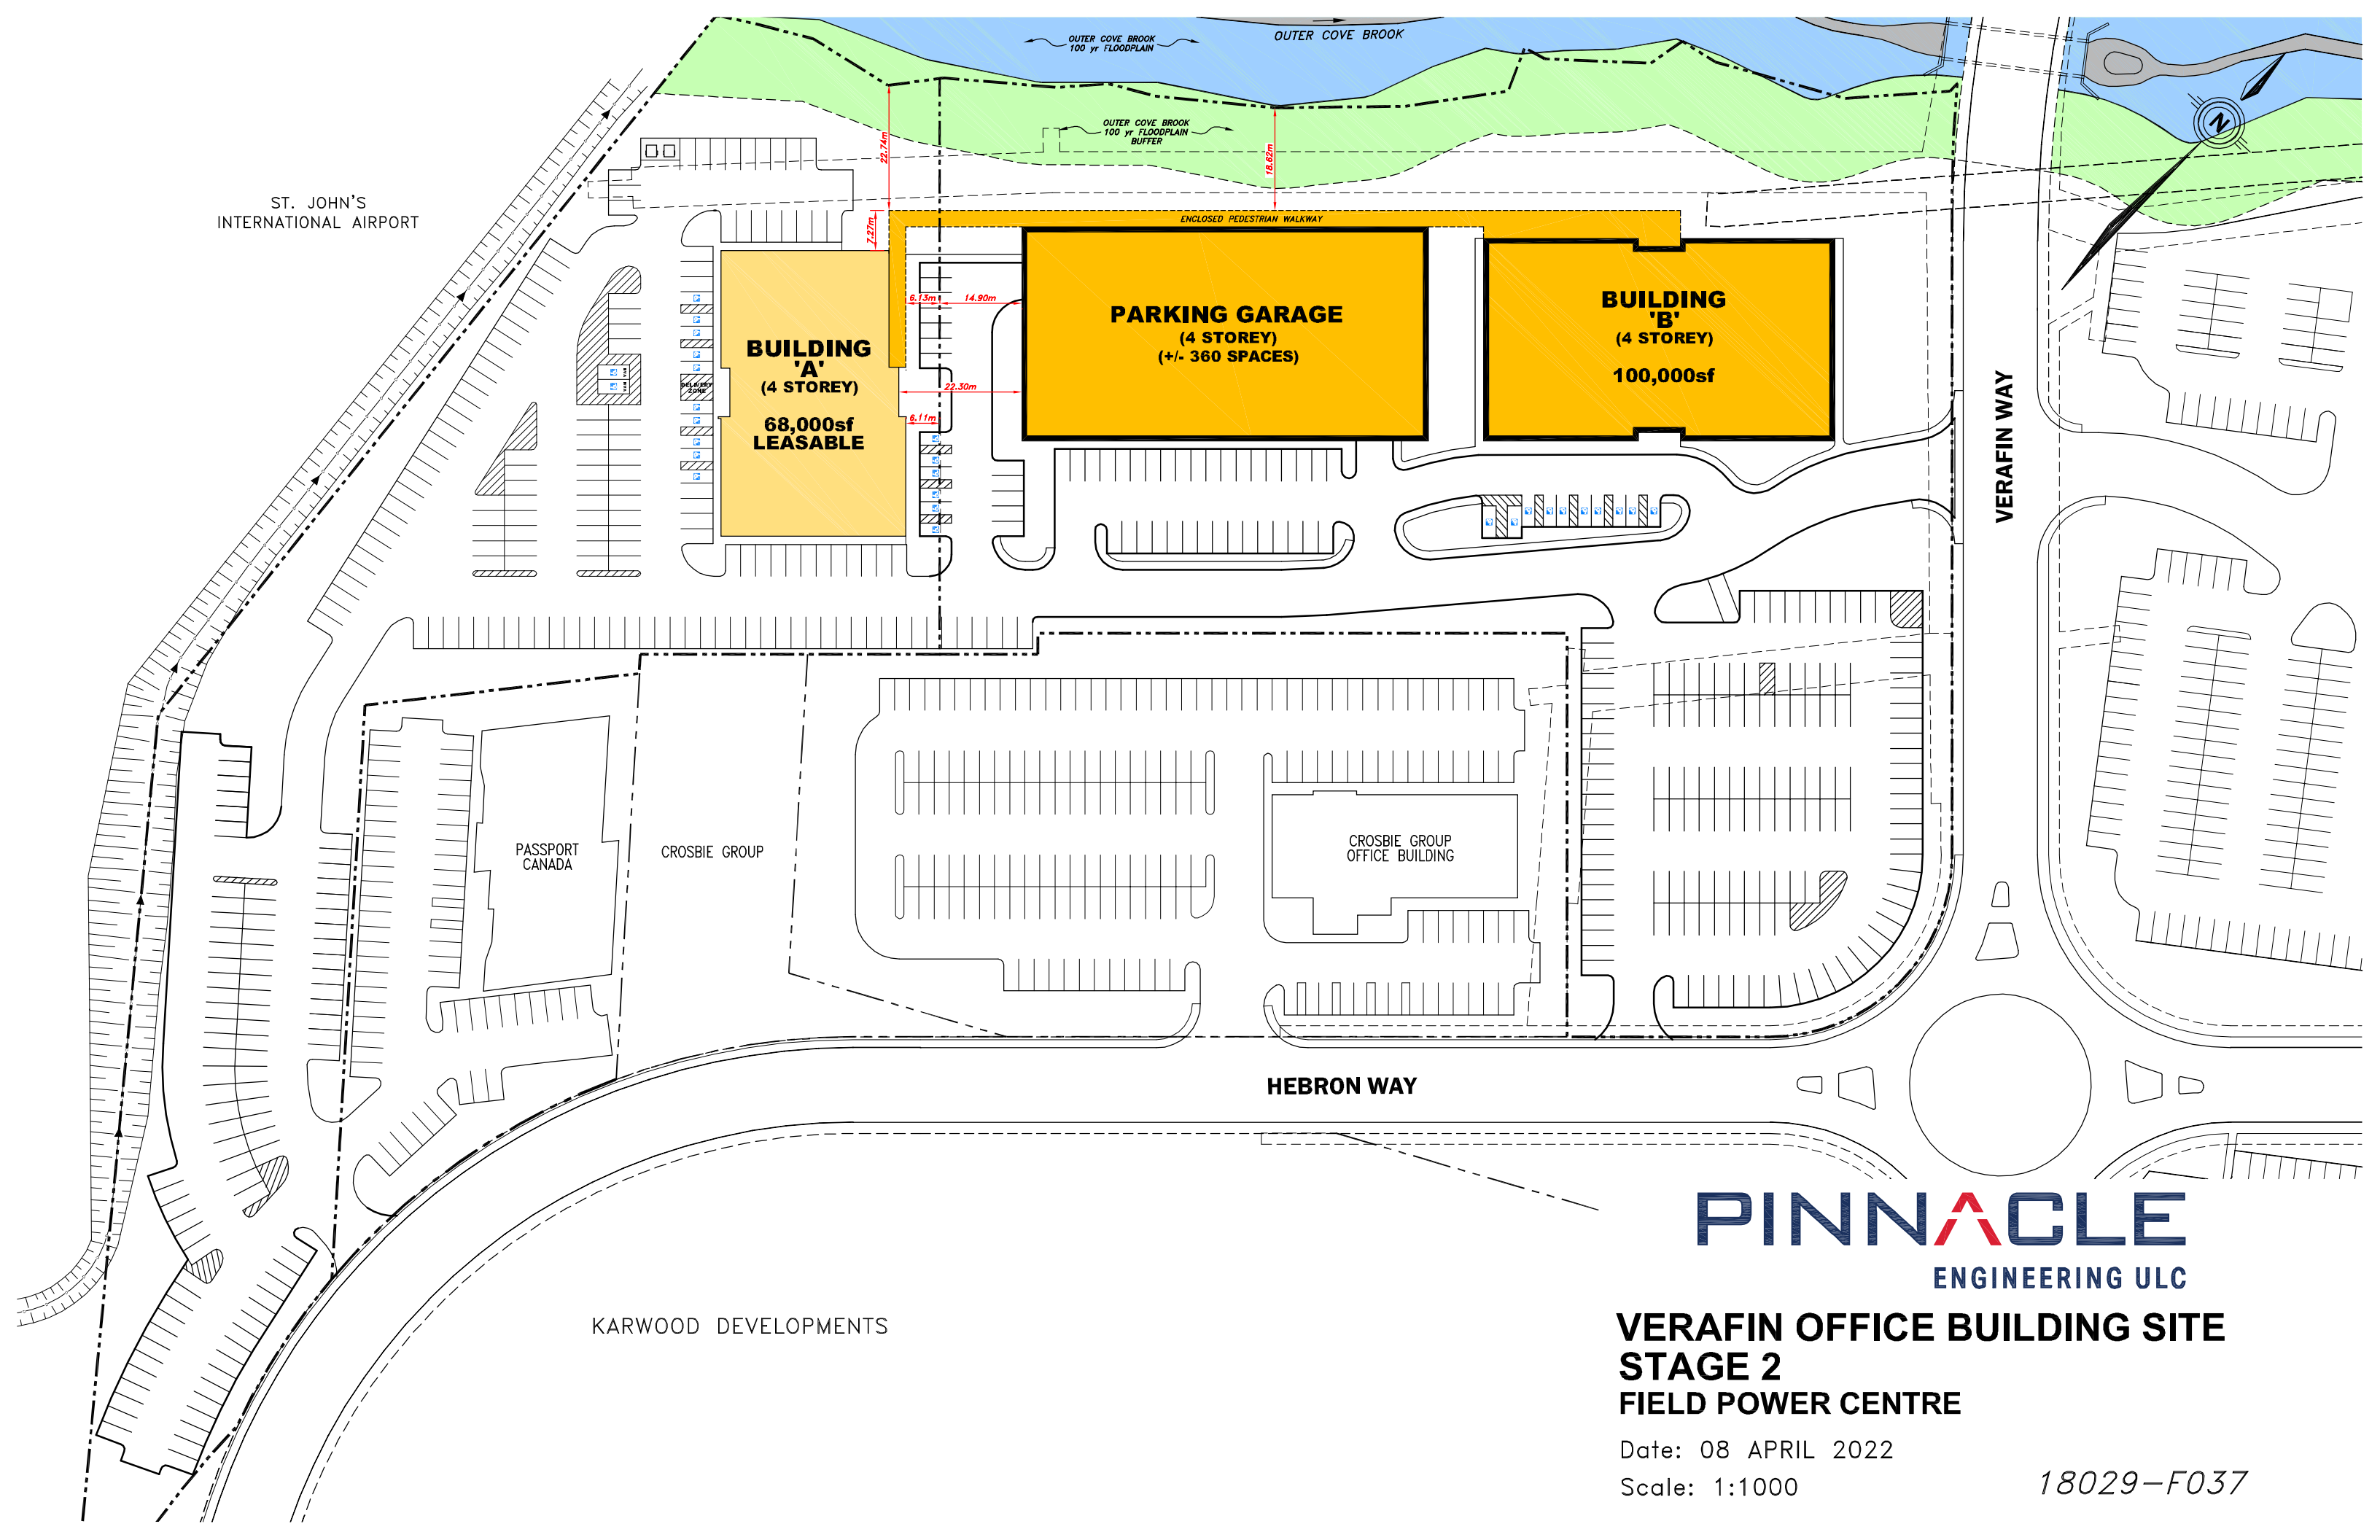 OUTER COVE BROOK
100 yr FLOODPLAIN
OUTER COVE BROOK
OUTER COVE BROOK
100 yr FLOODPLAIN
BUFFER
N
22.74m
18.62m
ST. JOHN'S
INTERNATIONAL AIRPORT
7.27m
ENCLOSED PEDESTRIAN WALKWAY
6.13m
14.90m
PARKING GARAGE
(4 STOREY)
(+/- 360 SPACES)
BUILDING
'B'
(4 STOREY)
100,000sf
BUILDING
'A'
(4 STOREY)
68,000sf
LEASABLE
DELIVERY
ZONE
VAN
VAN
22.30m
6.11m
VERAFIN WAY
PASSPORT
CANADA
CROSBIE GROUP
CROSBIE GROUP
OFFICE BUILDING
HEBRON WAY
KARWOOD DEVELOPMENTS
PINNACLE
ENGINEERING ULC
VERAFIN OFFICE BUILDING SITE
STAGE 2
FIELD POWER CENTRE
Date: 08 APRIL 2022
Scale: 1:1000
18029-F037